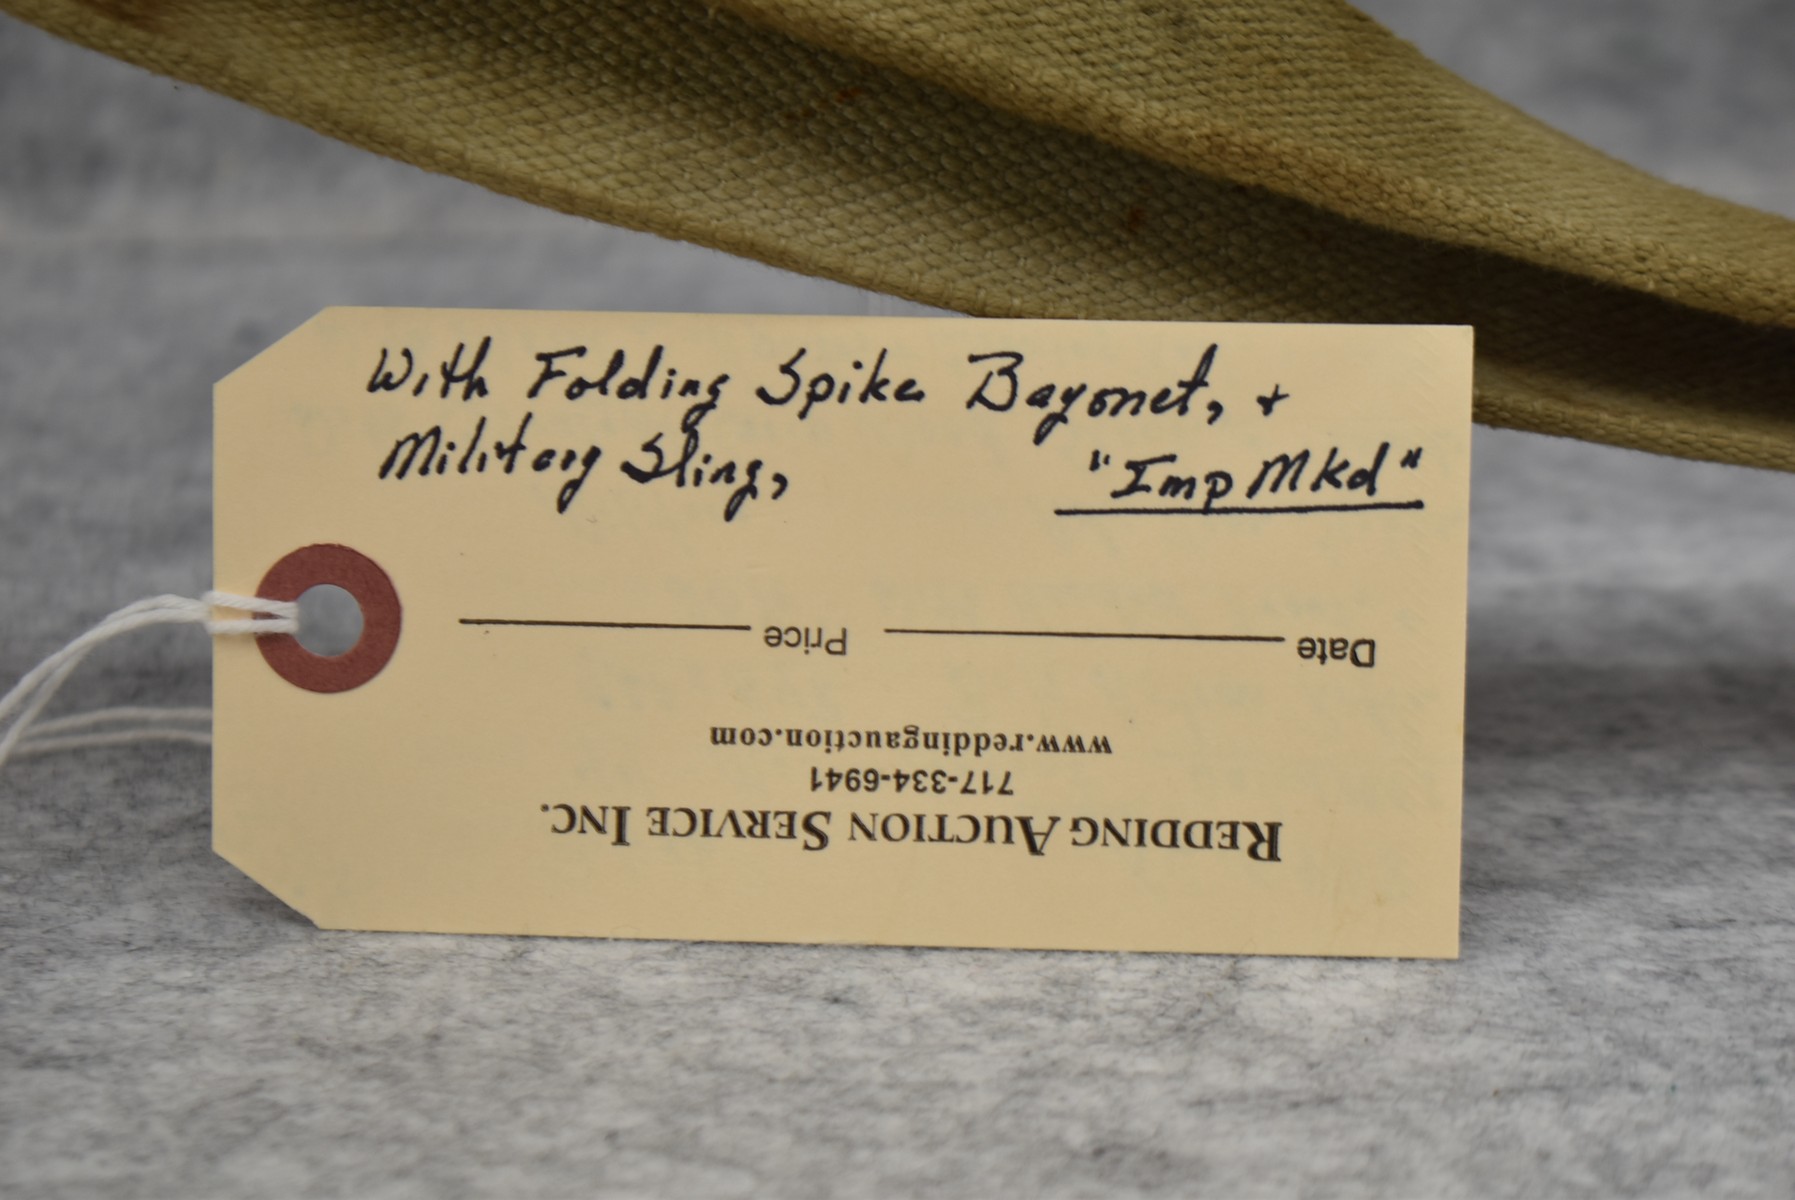 With Folding Spike Bayonet, +
Military Sling, "Imp Mkd"
REDDING AUCTION SERVICE INC.
717-334-6941
www.reddingauction.com
Date Price